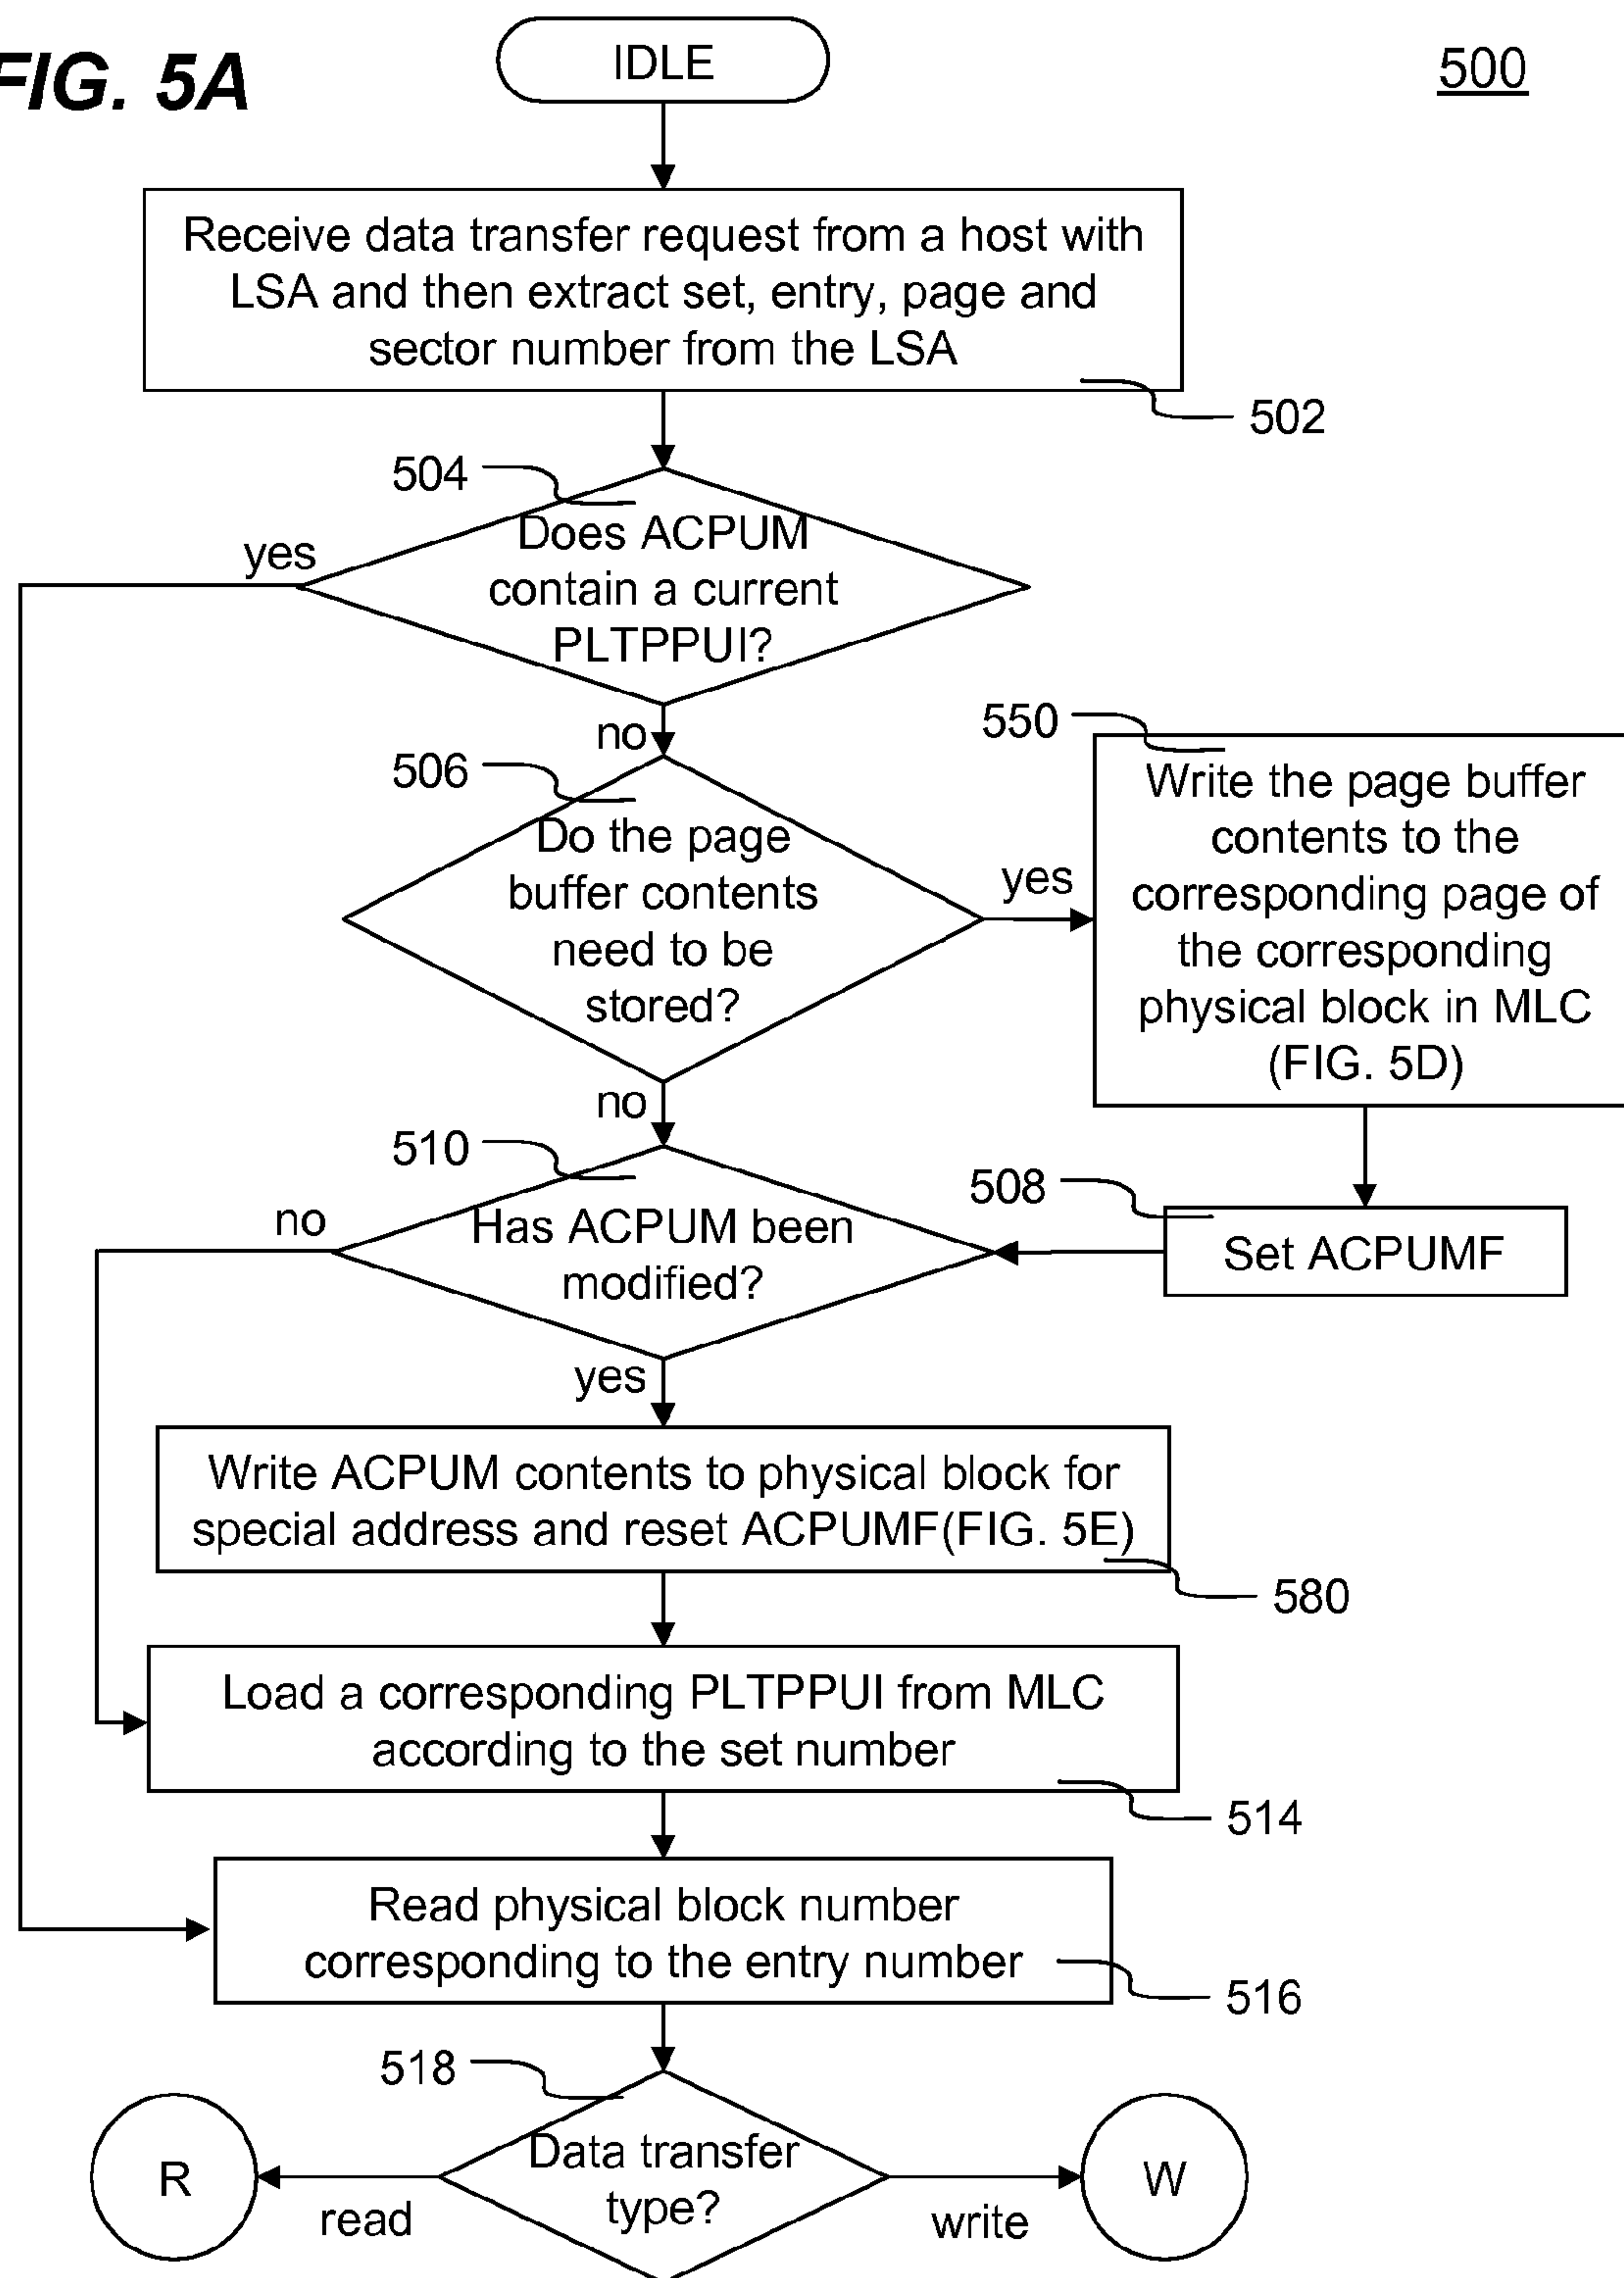 FIG. 5A
IDLE
500
Receive data transfer request from a host with
LSA and then extract set, entry, page and
sector number from the LSA
502
504
Does ACPUM
contain a current
PLTPPUI?
yes
no
506
Do the page
buffer contents
need to be
stored?
yes
550
Write the page buffer
contents to the
corresponding page of
the corresponding
physical block in MLC
(FIG. 5D)
no
510
Has ACPUM been
modified?
no
508
Set ACPUMF
yes
Write ACPUM contents to physical block for
special address and reset ACPUMF(FIG. 5E)
580
Load a corresponding PLTPPUI from MLC
according to the set number
514
Read physical block number
corresponding to the entry number
516
518
Data transfer
type?
R
read
write
W